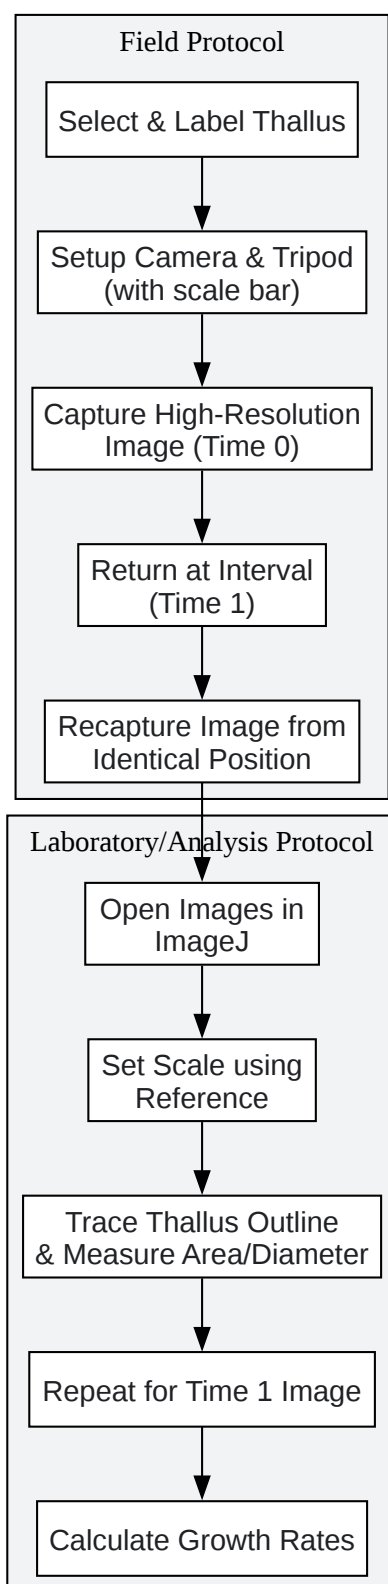 Field Protocol
Select & Label Thallus
Setup Camera & Tripod
(with scale bar)
Capture High-Resolution
Image (Time 0)
Return at Interval
(Time 1)
Recapture Image from
Identical Position
Laboratory/Analysis Protocol
Open Images in
ImageJ
Set Scale using
Reference
Trace Thallus Outline
& Measure Area/Diameter
Repeat for Time 1 Image
Calculate Growth Rates